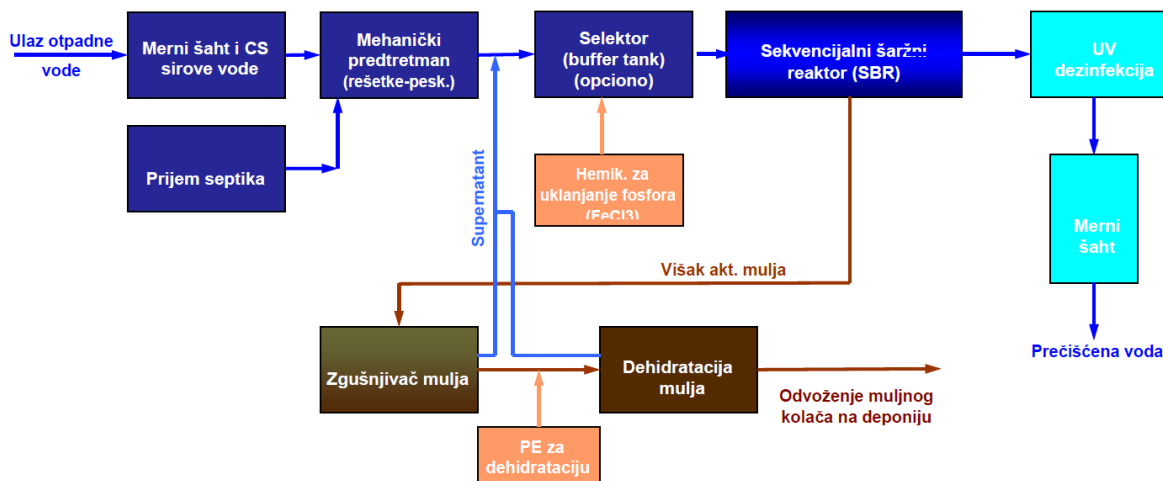 Ulaz otpadne
vode
Merni šaht i CS
sirove vode
Mehanički
predtretman
(rešetke-pesk.)
Selektor
(buffer tank)
(opciono)
Sekvencijalni šaržni
reaktor (SBR)
UV
dezinfekcija
Prijem septika
Supernatant
Hemik. za
uklanjanje fosfora
(FeCl3)
Merni
šaht
Višak akt. mulja
Prečišćena voda
Zgušnjivač mulja
Dehidratacija
mulja
Odvoženje muljnog
kolača na deponiju
PE za
dehidrataciju